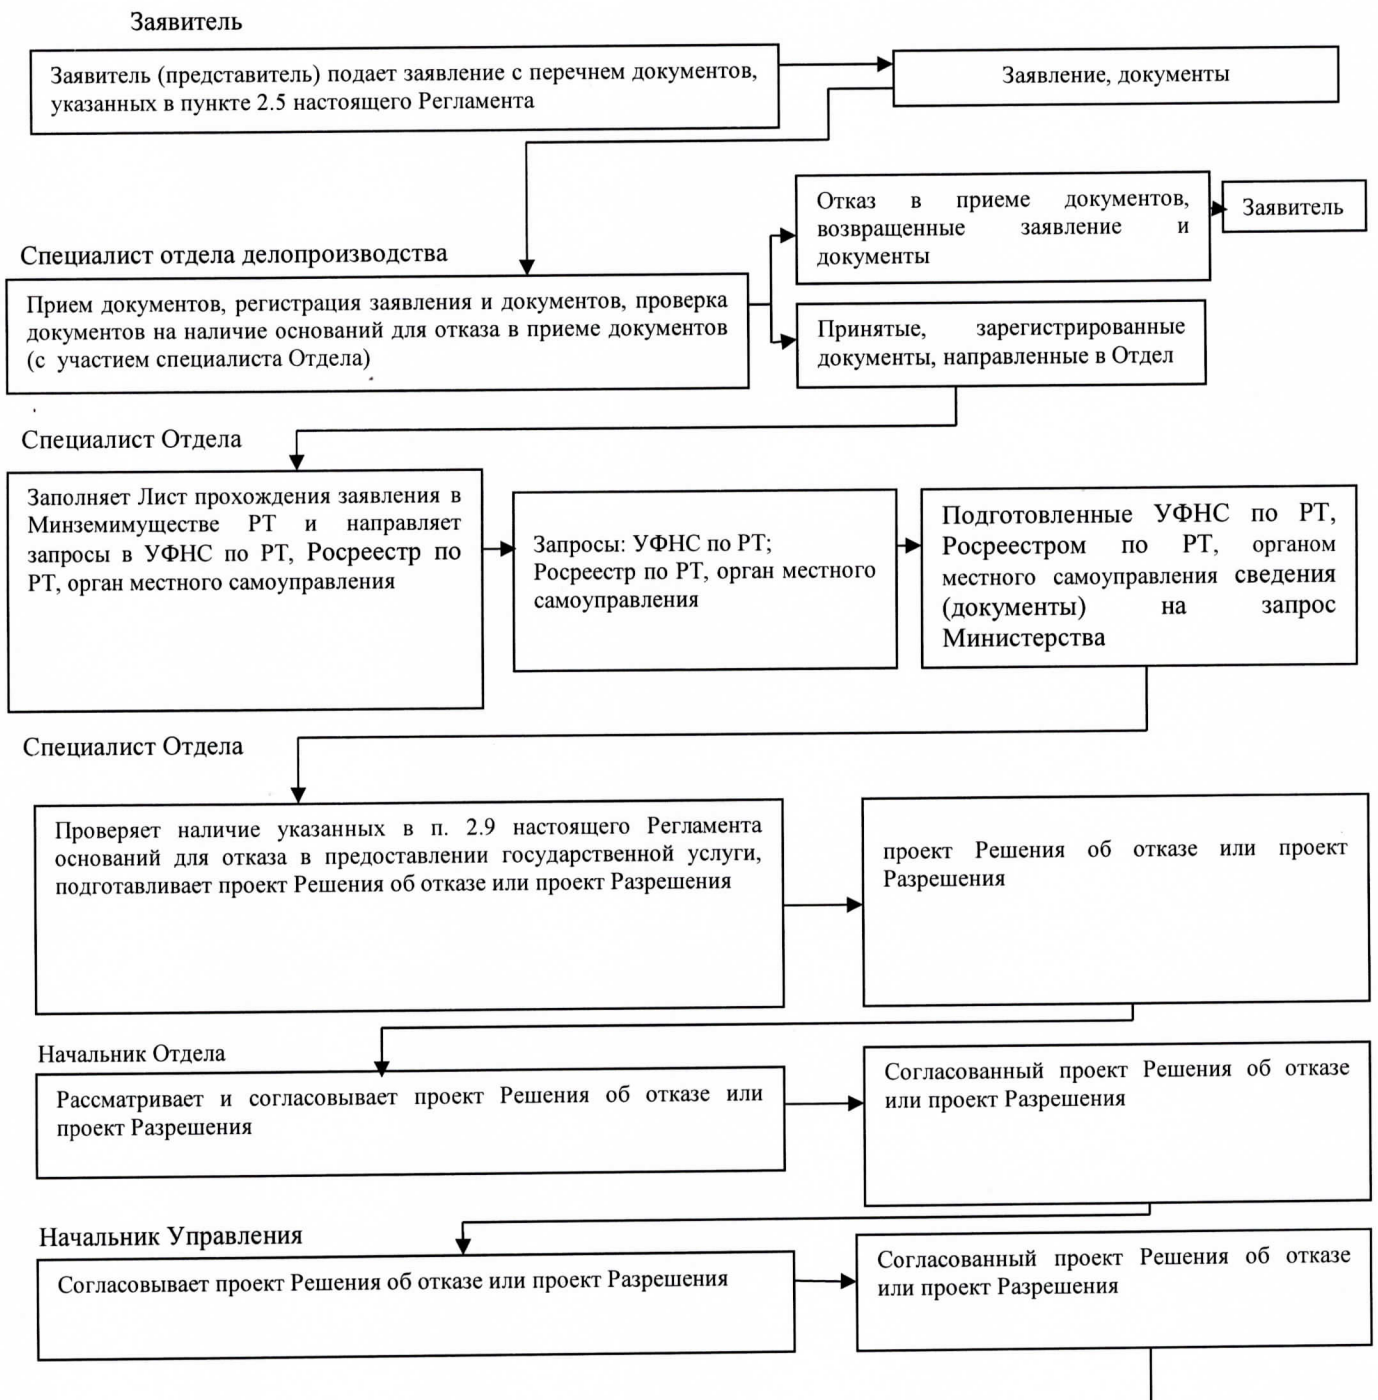 Заявитель
Заявитель (представитель) подает заявление с перечнем документов,
указанных в пункте 2.5 настоящего Регламента
Заявление, документы
Отказ в приеме документов,
возвращенные заявление и
документы
Заявитель
Специалист отдела делопроизводства
Прием документов, регистрация заявления и документов, проверка
документов на наличие оснований для отказа в приеме документов
(с участием специалиста Отдела)
Принятые, зарегистрированные
документы, направленные в Отдел
Специалист Отдела
Заполняет Лист прохождения заявления в
Минземимуществе РТ и направляет
запросы в УФНС по РТ, Росреестр по
РТ, орган местного самоуправления
Запросы: УФНС по РТ;
Росреестр по РТ, орган местного
самоуправления
Подготовленные УФНС по РТ,
Росреестром по РТ, органом
местного самоуправления сведения
(документы) на запрос
Министерства
Специалист Отдела
Проверяет наличие указанных в п. 2.9 настоящего Регламента
оснований для отказа в предоставлении государственной услуги,
подготавливает проект Решения об отказе или проект Разрешения
проект Решения об отказе или проект
Разрешения
Начальник Отдела
Рассматривает и согласовывает проект Решения об отказе или
проект Разрешения
Согласованный проект Решения об отказе
или проект Разрешения
Начальник Управления
Согласовывает проект Решения об отказе или проект Разрешения
Согласованный проект Решения об отказе
или проект Разрешения